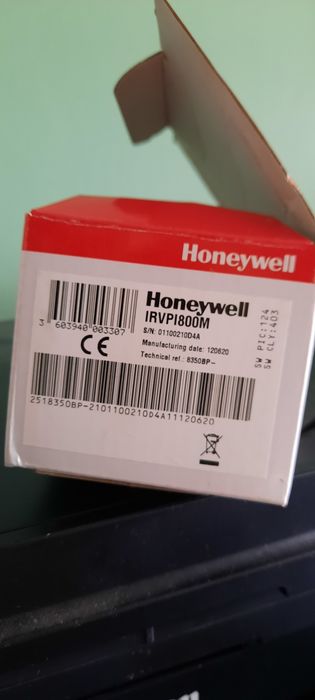 Honeywell
Honeywell
IRVPI800M
S/N: 01100210D4A
Manufacturing date: 120620
Technical ref.: 8350BP-
SW PIC:124
SW CLY:403
3 603940 003307
CE
2518350BP-2101100210D4A11120620